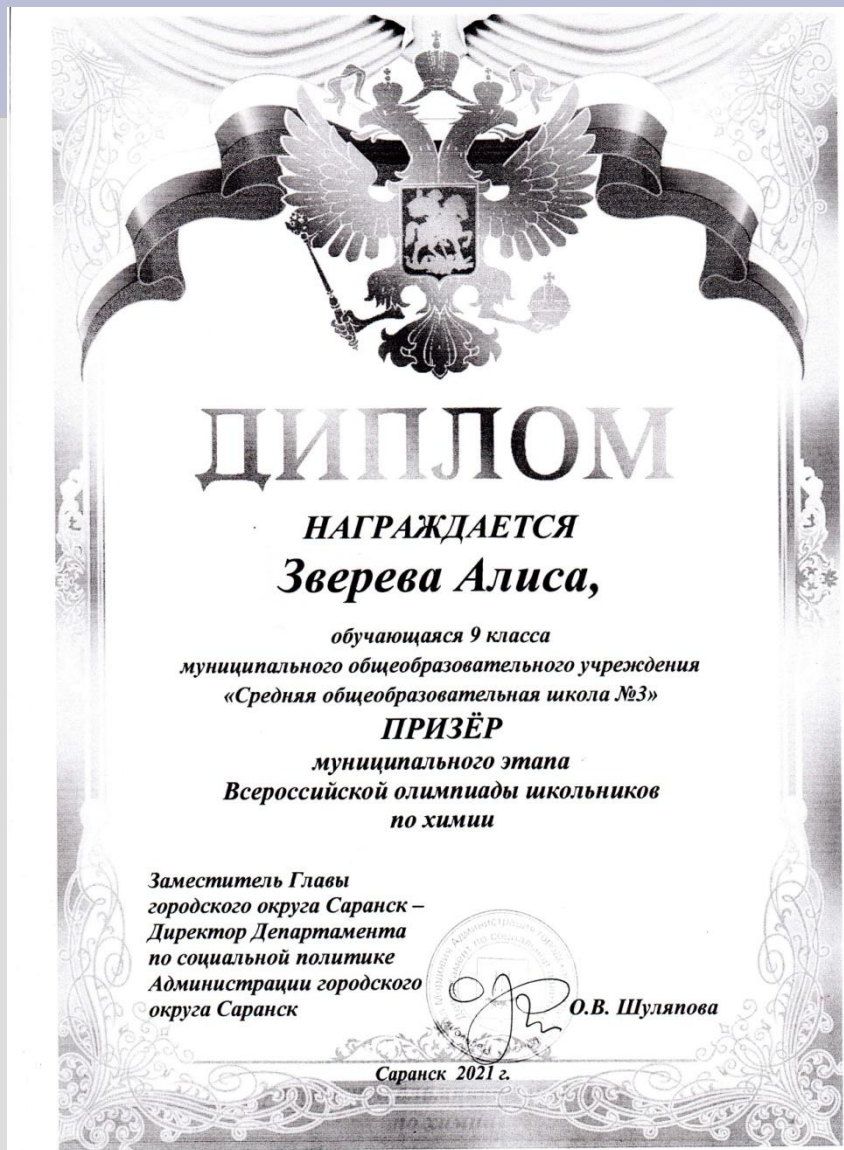 ДИПЛОМ
НАГРАЖДАЕТСЯ
Зверева Алиса,
обучающаяся 9 класса
муниципального общеобразовательного учреждения
«Средняя общеобразовательная школа №3»
ПРИЗЁР
муниципального этапа
Всероссийской олимпиады школьников
по химии
Заместитель Главы
городского округа Саранск –
Директор Департамента
по социальной политике
Администрации городского
округа Саранск
О.В. Шуляпова
Саранск 2021 г.